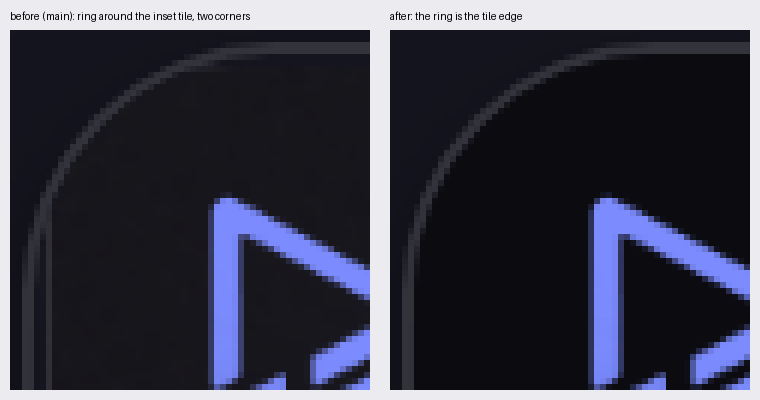 before (main): ring around the inset tile, two corners
after: the ring is the tile edge